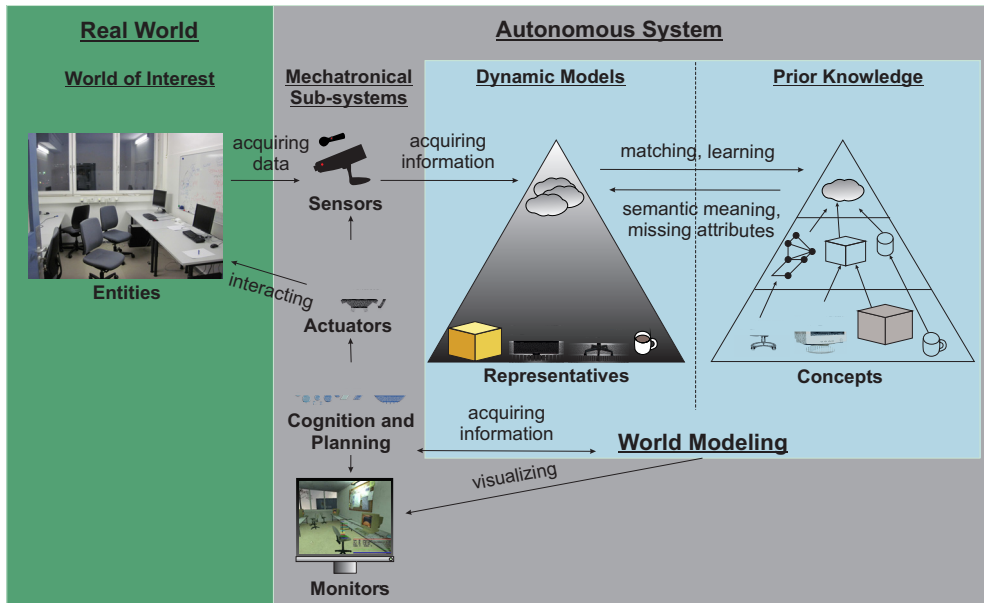 Real World
Autonomous System
World of Interest
Mechatronical
Sub-systems
Dynamic Models
Prior Knowledge
acquiring
data
acquiring
information
matching, learning
Sensors
semantic meaning,
missing attributes
interacting
Entities
Actuators
Representatives
Concepts
Cognition and
Planning
acquiring
information
World Modeling
visualizing
Monitors